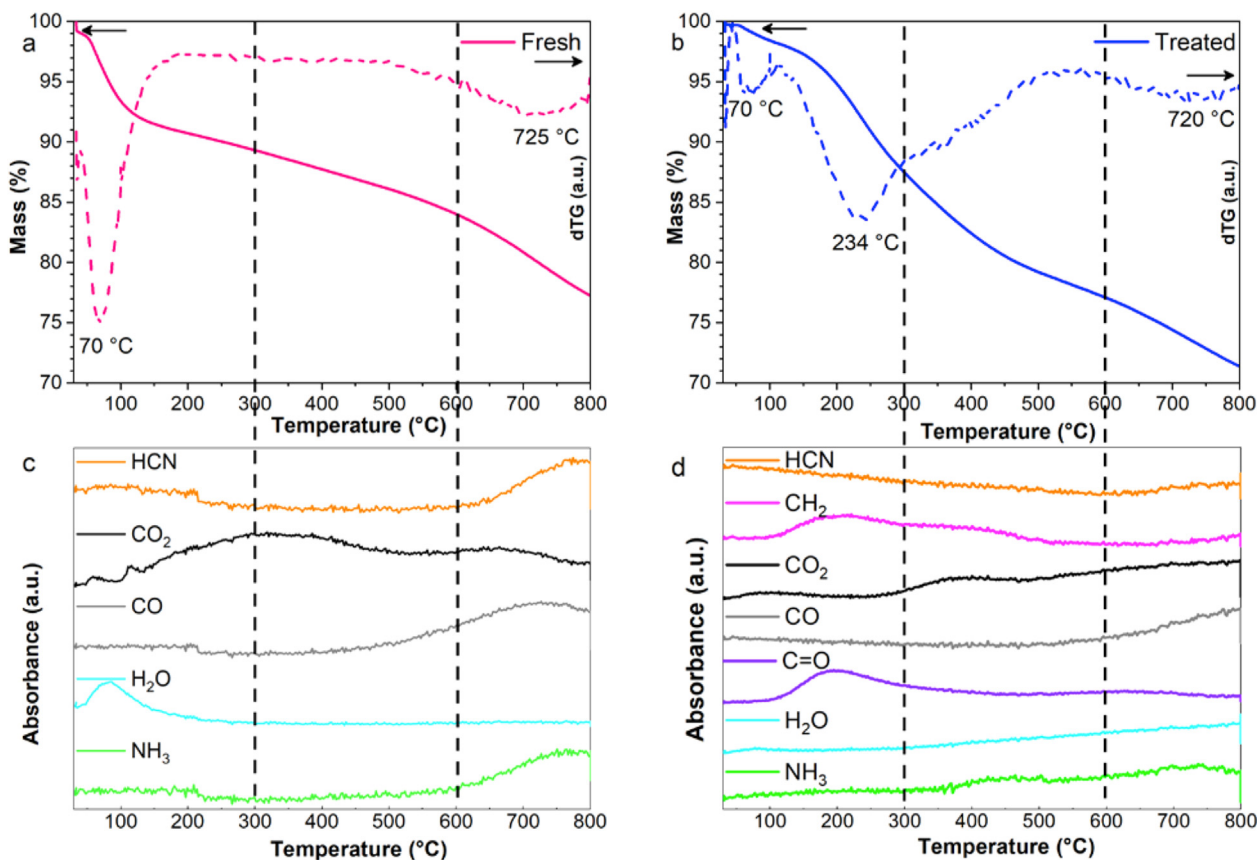 a
Fresh
100
95
90
85
80
75
70
Mass (%)
dTG (a.u.)
70 °C
725 °C
100 200 300 400 500 600 700 800
Temperature (°C)
b
Treated
100
95
90
85
80
75
70
Mass (%)
dTG (a.u.)
70 °C
234 °C
720 °C
100 200 300 400 500 600 700 800
Temperature (°C)
c
HCN
CO₂
CO
H₂O
NH₃
Absorbance (a.u.)
100 200 300 400 500 600 700 800
Temperature (°C)
d
HCN
CH₂
CO₂
CO
C=O
H₂O
NH₃
Absorbance (a.u.)
100 200 300 400 500 600 700 800
Temperature (°C)